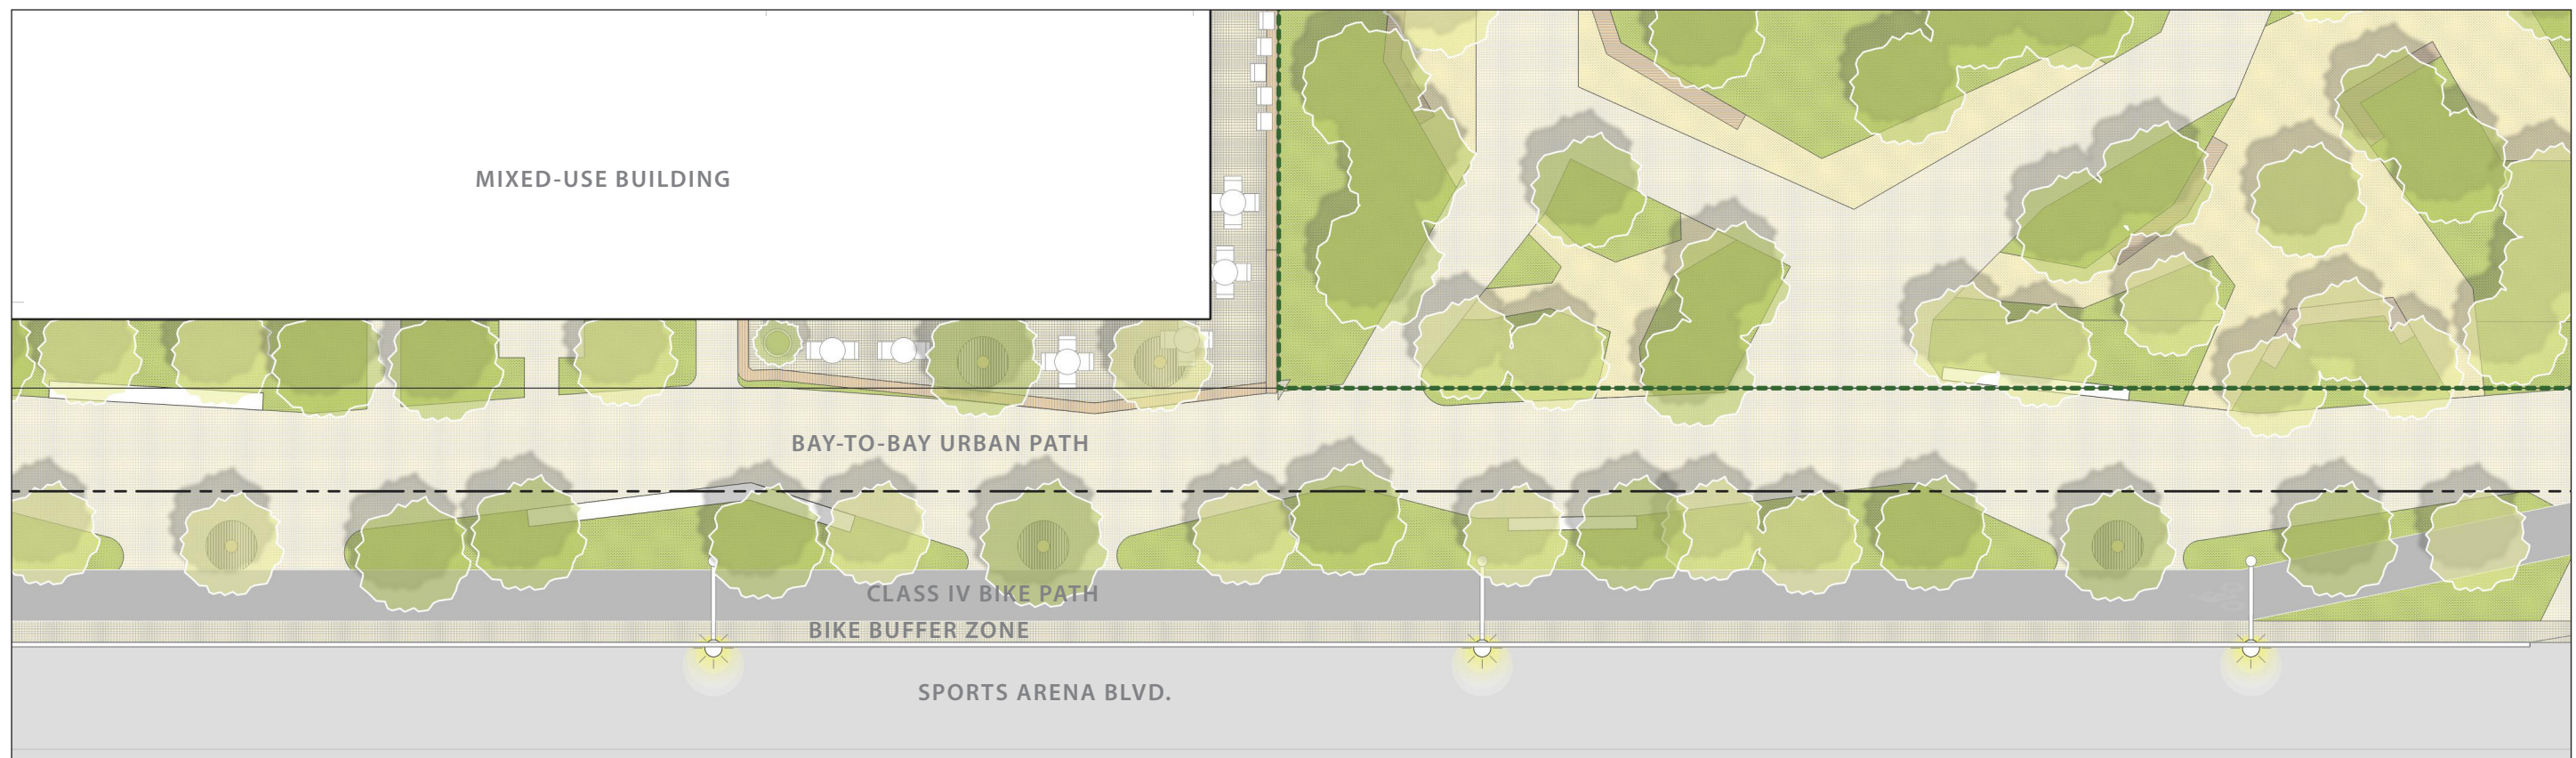 MIXED-USE BUILDING
BAY-TO-BAY URBAN PATH
CLASS IV BIKE PATH
BIKE BUFFER ZONE
SPORTS ARENA BLVD.